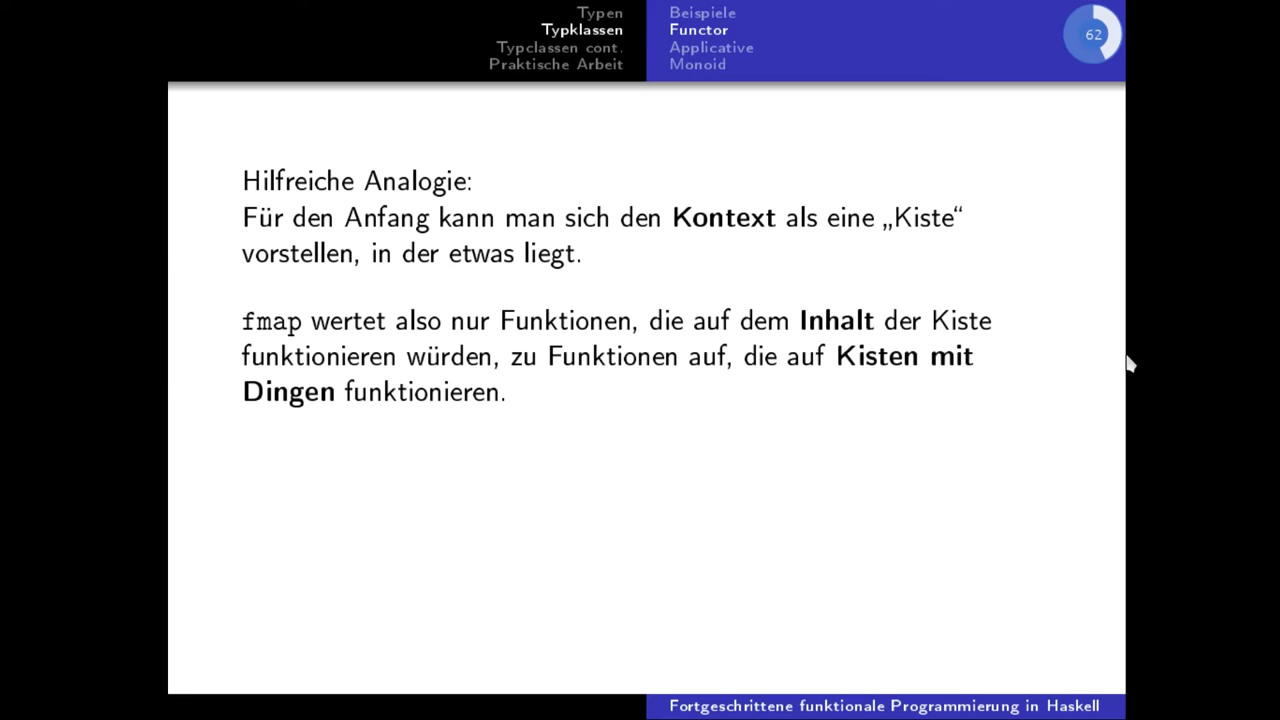 Typen
Typklassen
Typclassen cont.
Praktische Arbeit
Beispiele
Functor
Applicative
Monoid
62
Hilfreiche Analogie:
Für den Anfang kann man sich den Kontext als eine „Kiste“
vorstellen, in der etwas liegt.
fmap wertet also nur Funktionen, die auf dem Inhalt der Kiste
funktionieren würden, zu Funktionen auf, die auf Kisten mit
Dingen funktionieren.
Fortgeschrittene funktionale Programmierung in Haskell